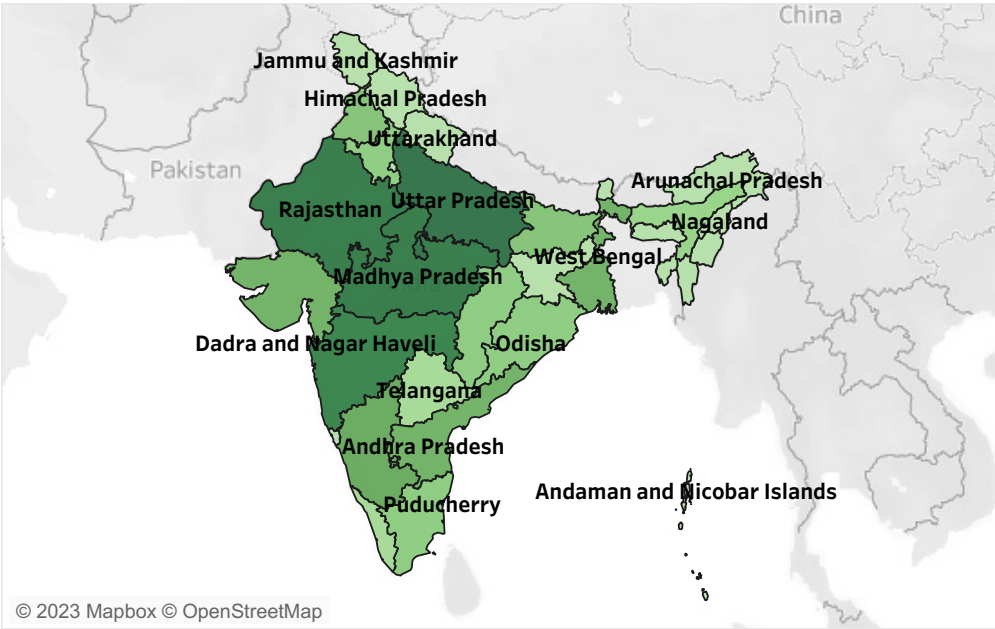 China
Jammu and Kashmir
Himachal Pradesh
Uttarakhand
Pakistan
Arunachal Pradesh
Uttar Pradesh
Rajasthan
Nagaland
West Bengal
Madhya Pradesh
Dadra and Nagar Haveli
Odisha
Telangana
Andhra Pradesh
Andaman and Nicobar Islands
Puducherry
© 2023 Mapbox © OpenStreetMap